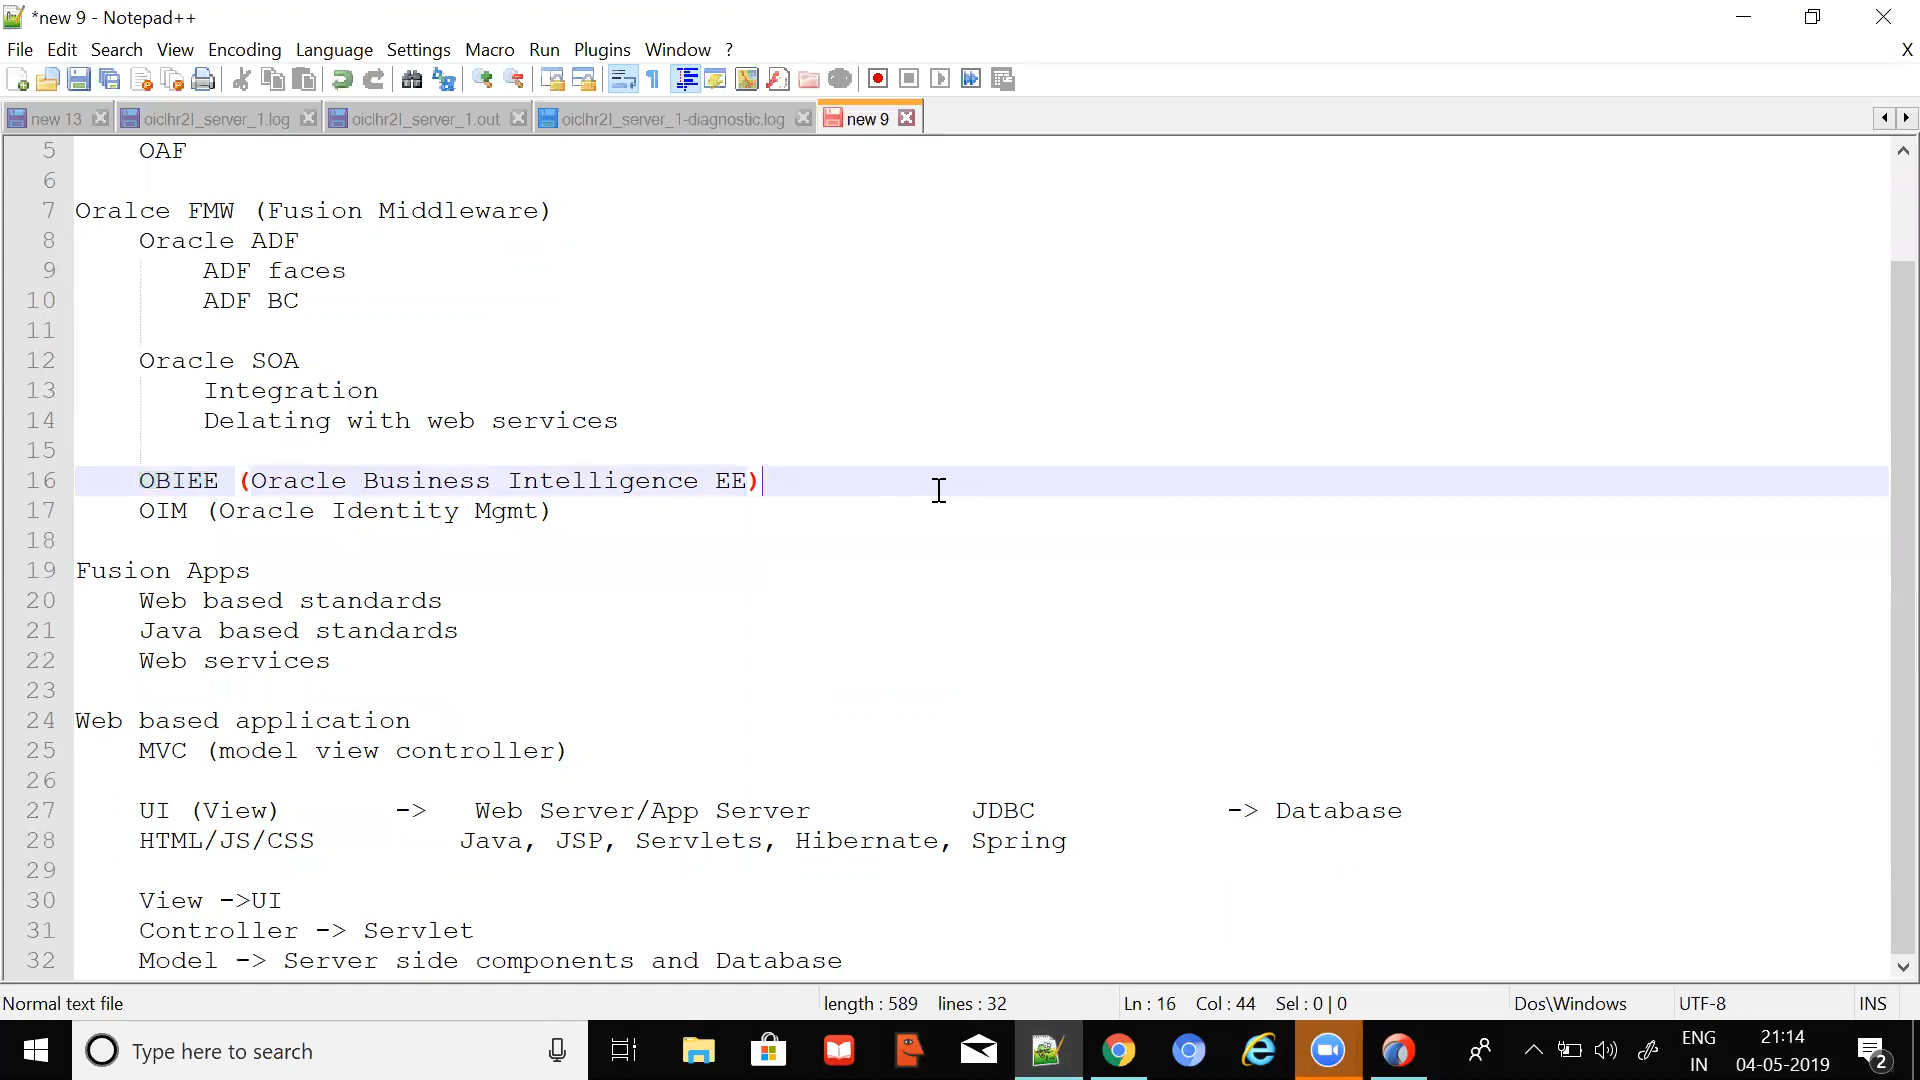 *new 9 - Notepad++
File Edit Search View Encoding Language Settings Macro Run Plugins Window ? X
new 13 oiclhr2l_server_1.log oiclhr2l_server_1.out oiclhr2l_server_1-diagnostic.log new 9
5 OAF
6
7 Oralce FMW (Fusion Middleware)
8 Oracle ADF
9 ADF faces
10 ADF BC
11
12 Oracle SOA
13 Integration
14 Delating with web services
15
16 OBIEE (Oracle Business Intelligence EE)
17 OIM (Oracle Identity Mgmt)
18
19 Fusion Apps
20 Web based standards
21 Java based standards
22 Web services
23
24 Web based application
25 MVC (model view controller)
26
27 UI (View) -> Web Server/App Server JDBC -> Database
28 HTML/JS/CSS Java, JSP, Servlets, Hibernate, Spring
29
30 View ->UI
31 Controller -> Servlet
32 Model -> Server side components and Database
Normal text file length : 589 lines : 32 Ln : 16 Col : 44 Sel : 0 | 0 Dos\Windows UTF-8 INS
Type here to search ENG 21:14
IN 04-05-2019 2